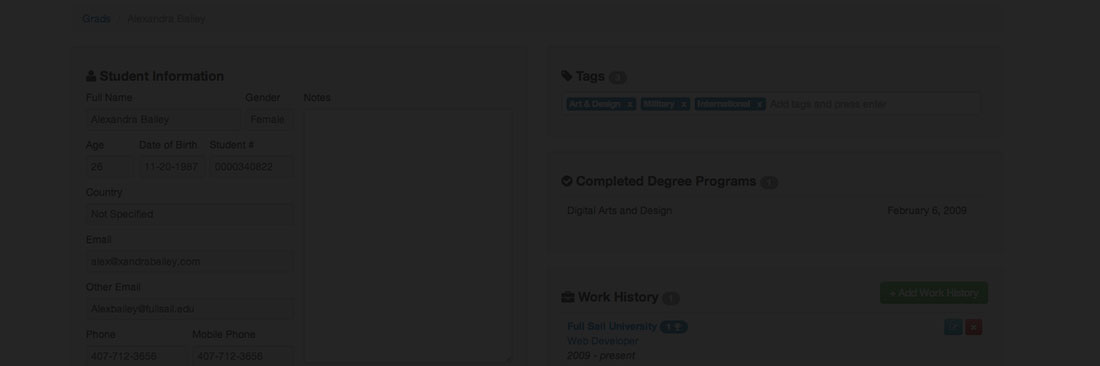 Grads / Alexandra Bailey
Student Information
Full Name Gender Notes
Alexandra Bailey Female
Age Date of Birth Student #
26 11-20-1987 0000340822
Country
Not Specified
Email
alex@xandrabailey.com
Other Email
Alexbailey@fullsail.edu
Phone Mobile Phone
407-712-3656 407-712-3656
Tags 3
Art & Design x Military x International x Add tags and press enter
Completed Degree Programs 1
Digital Arts and Design February 6, 2009
Work History 1 + Add Work History
Full Sail University 1
Web Developer
2009 - present